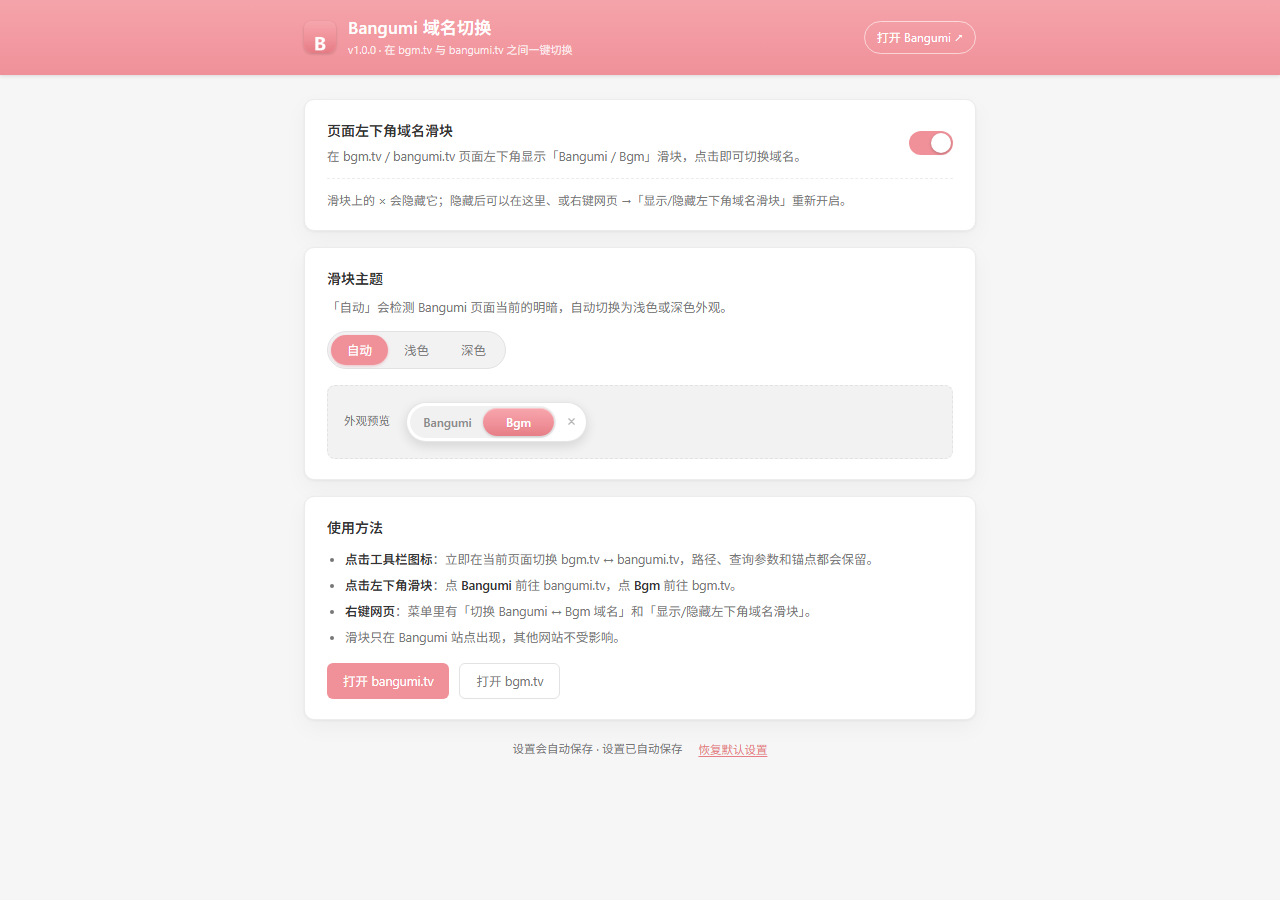 B
Bangumi 域名切换
v1.0.0 · 在 bgm.tv 与 bangumi.tv 之间一键切换
打开 Bangumi ↗
页面左下角域名滑块
在 bgm.tv / bangumi.tv 页面左下角显示「Bangumi / Bgm」滑块，点击即可切换域名。
滑块上的 × 会隐藏它；隐藏后可以在这里、或右键网页 →「显示/隐藏左下角域名滑块」重新开启。
滑块主题
「自动」会检测 Bangumi 页面当前的明暗，自动切换为浅色或深色外观。
自动 浅色 深色
外观预览 Bangumi Bgm ×
使用方法
• 点击工具栏图标：立即在当前页面切换 bgm.tv ↔ bangumi.tv，路径、查询参数和锚点都会保留。
• 点击左下角滑块：点 Bangumi 前往 bangumi.tv，点 Bgm 前往 bgm.tv。
• 右键网页：菜单里有「切换 Bangumi ↔ Bgm 域名」和「显示/隐藏左下角域名滑块」。
• 滑块只在 Bangumi 站点出现，其他网站不受影响。
打开 bangumi.tv 打开 bgm.tv
设置会自动保存 · 设置已自动保存 恢复默认设置